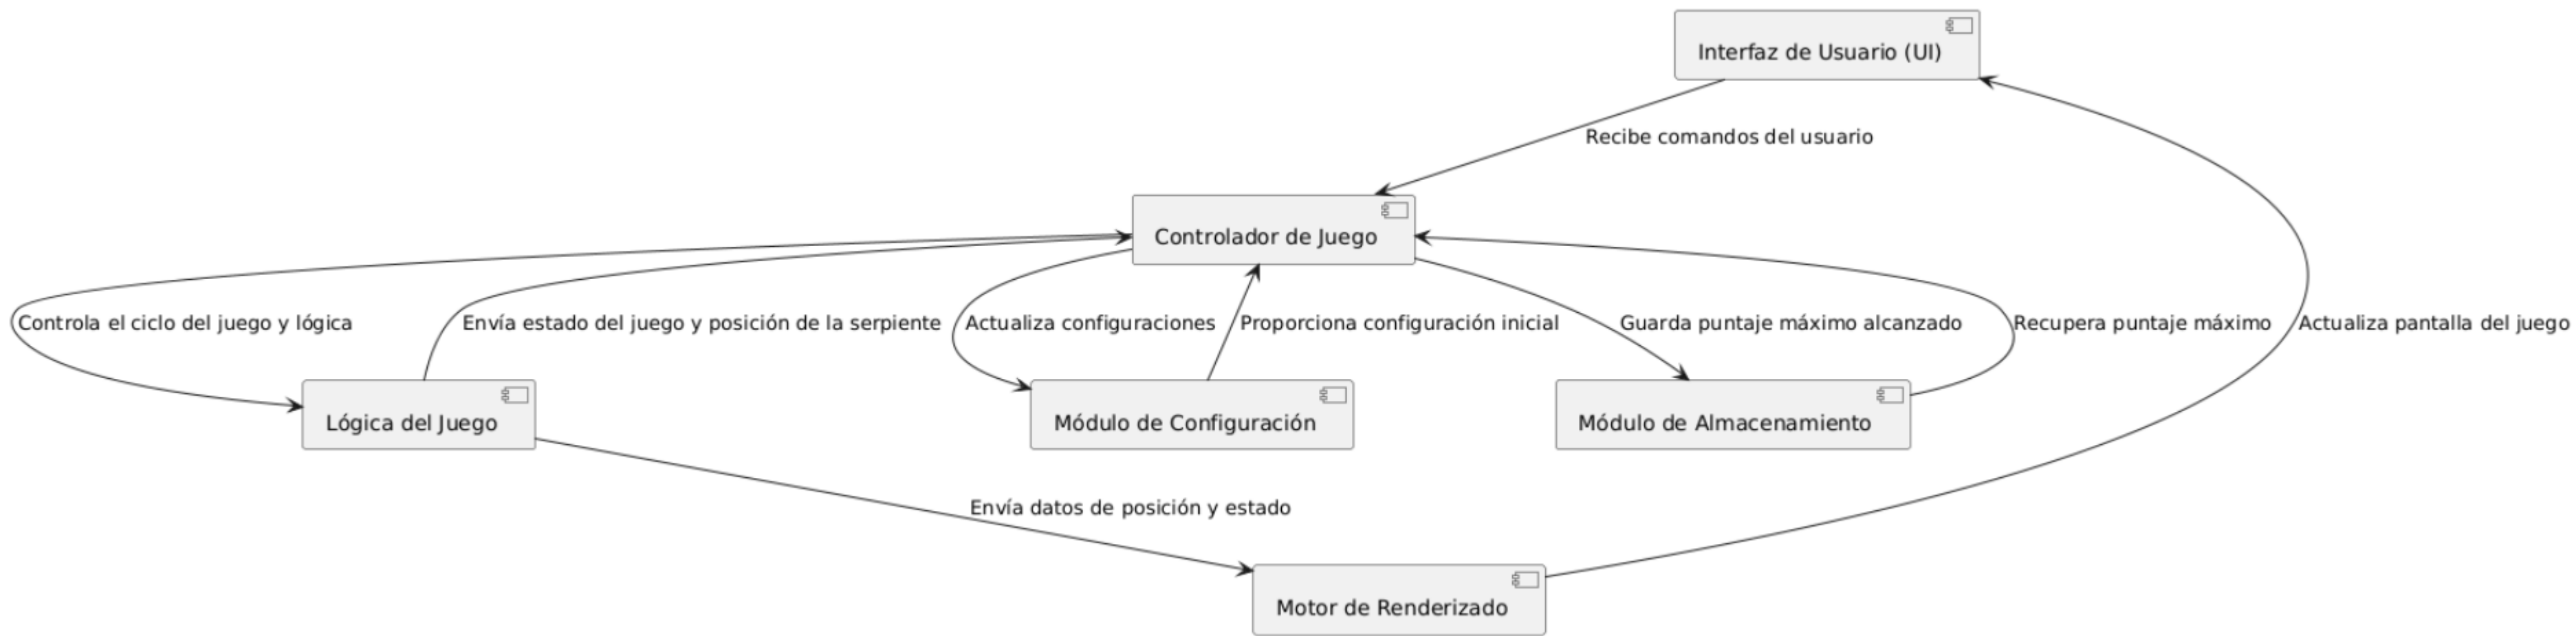 Interfaz de Usuario (UI)
Recibe comandos del usuario
Controlador de Juego
Controla el ciclo del juego y lógica
Envía estado del juego y posición de la serpiente
Actualiza configuraciones
Proporciona configuración inicial
Guarda puntaje máximo alcanzado
Recupera puntaje máximo
Actualiza pantalla del juego
Lógica del Juego
Módulo de Configuración
Módulo de Almacenamiento
Envía datos de posición y estado
Motor de Renderizado